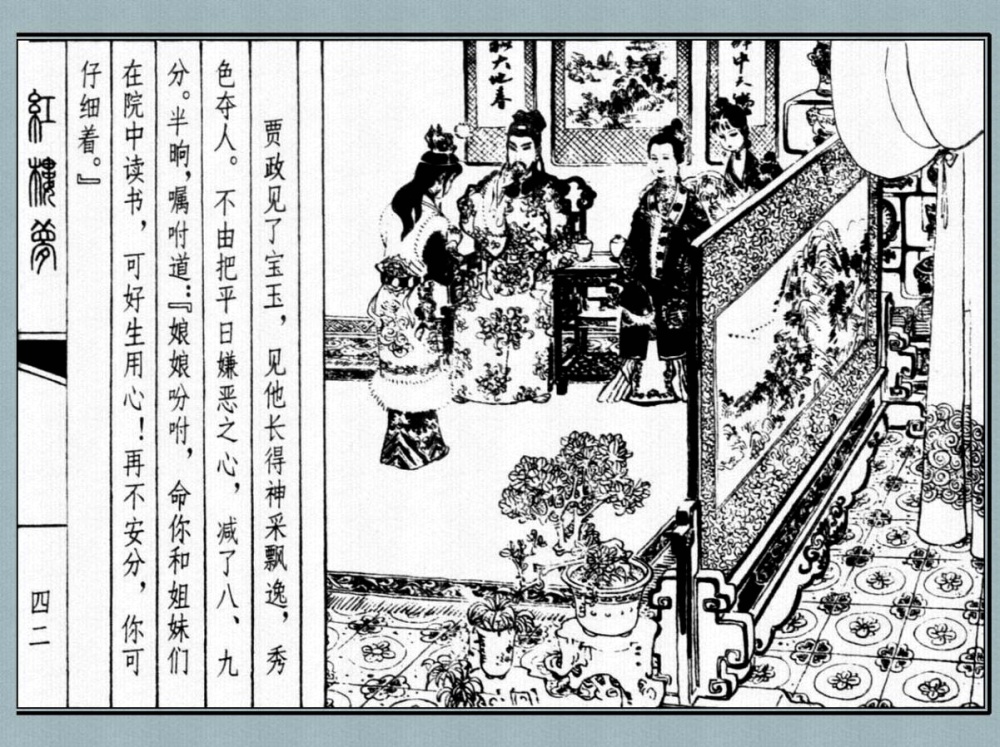 贾政见了宝玉，见他长得神采飘逸，秀
色夺人。不由把平日嫌恶之心，减了八、九
分。半晌，嘱咐道：『娘娘吩咐，命你和姐妹们
在院中读书，可好生用心！再不安分，你可
仔细着。』
紅樓夢
四二
大地春
中天